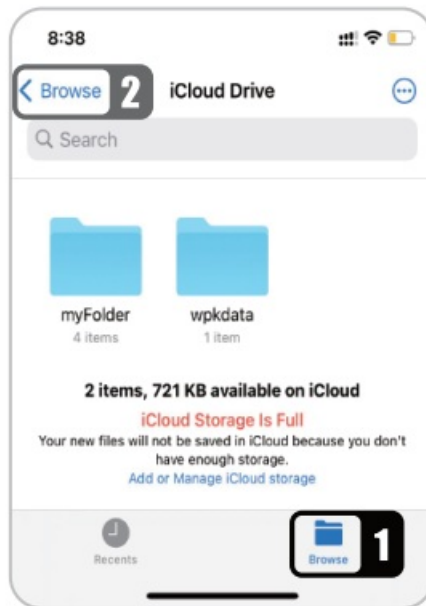 8:38
Browse 2 iCloud Drive
Search
myFolder wpkdata
4 items 1 item
2 items, 721 KB available on iCloud
iCloud Storage Is Full
Your new files will not be saved in iCloud because you don't
have enough storage.
Add or Manage iCloud storage
Recents Browse 1